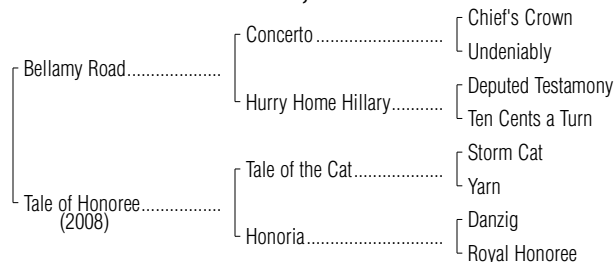 Chief's Crown
Concerto
Undeniably
Bellamy Road
Deputed Testamony
Hurry Home Hillary
Ten Cents a Turn
Storm Cat
Tale of the Cat
Yarn
Tale of Honoree
(2008)
Danzig
Honoria
Royal Honoree